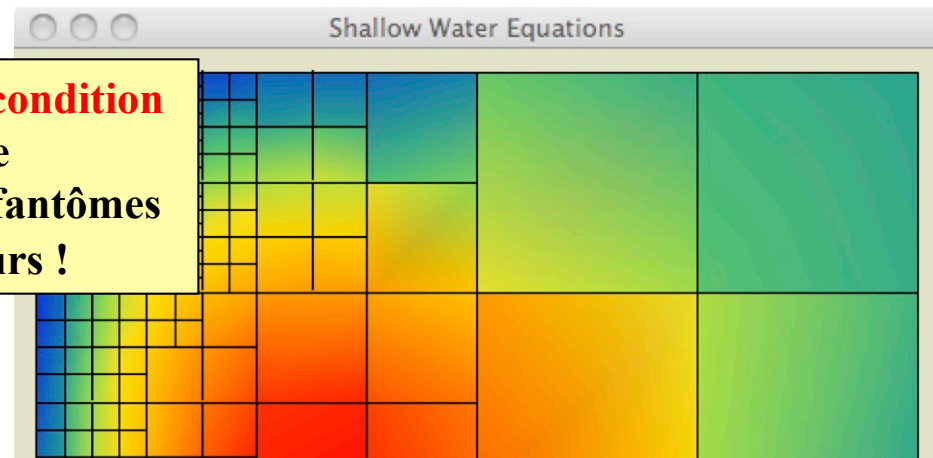 Shallow Water Equations
condition
e
fantômes
urs !